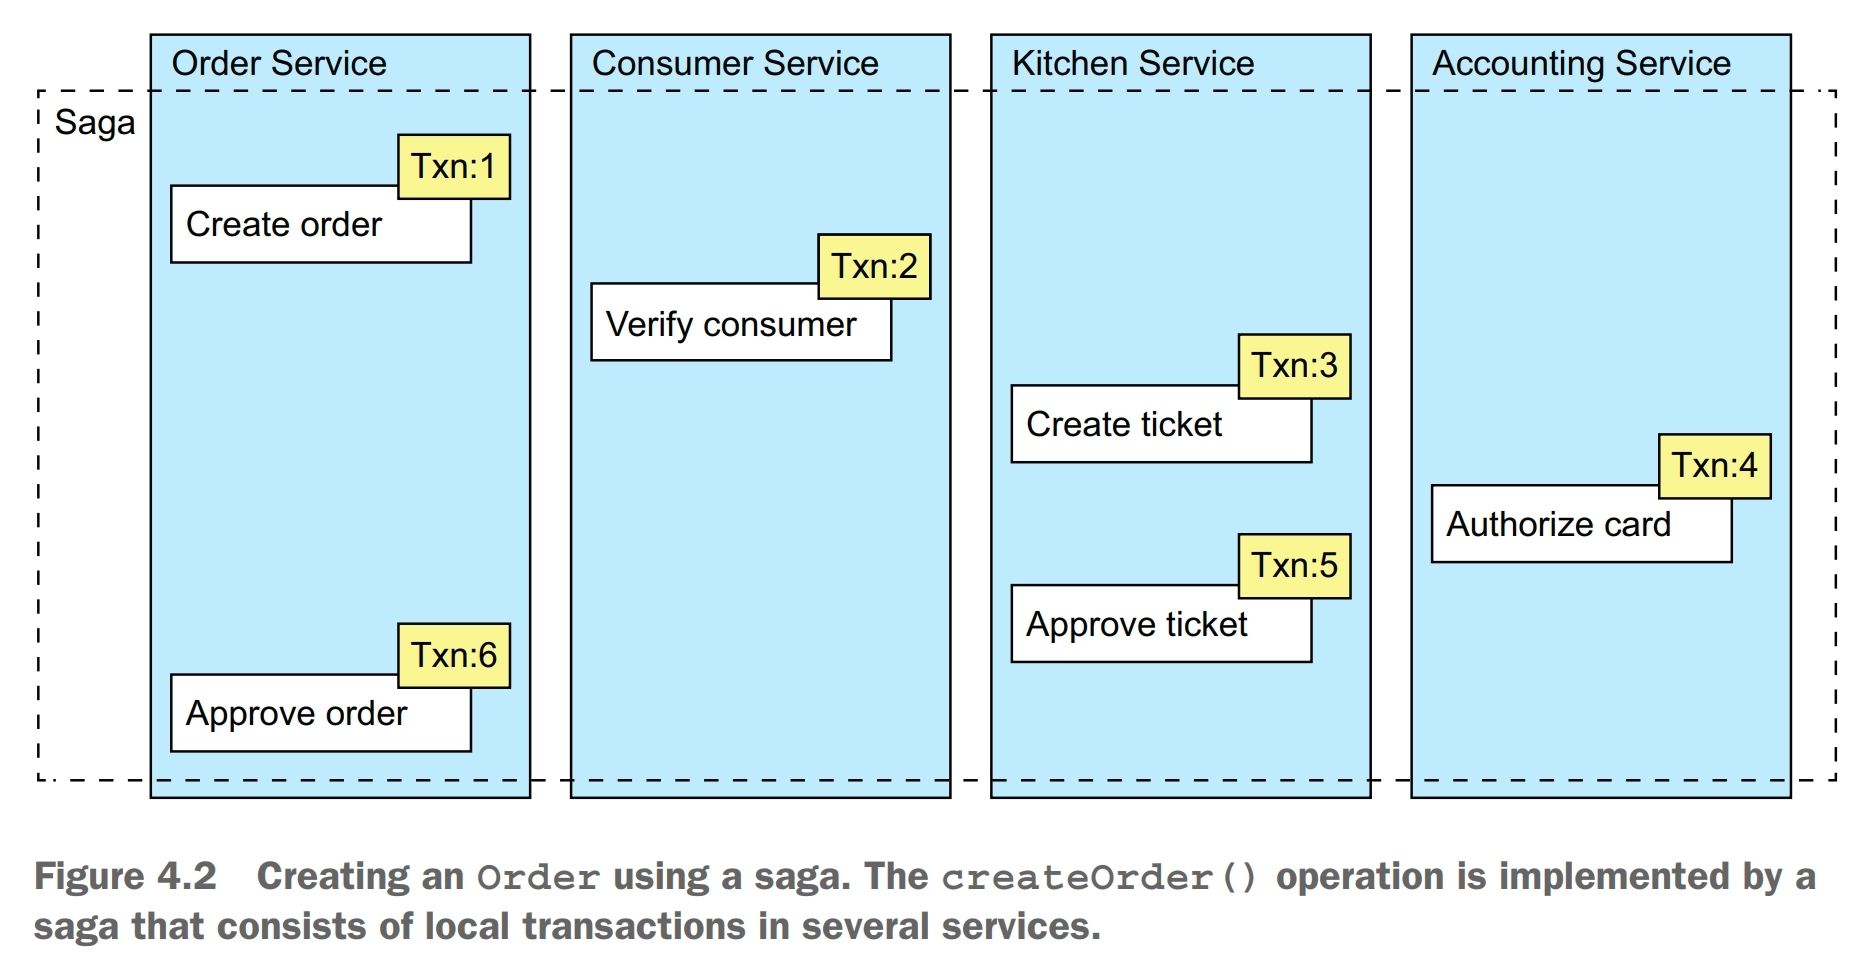 Order Service
Consumer Service
Kitchen Service
Accounting Service
Saga
Txn:1
Create order
Txn:2
Verify consumer
Txn:3
Create ticket
Txn:4
Authorize card
Txn:5
Approve ticket
Txn:6
Approve order
Figure 4.2 Creating an Order using a saga. The createOrder() operation is implemented by a
saga that consists of local transactions in several services.